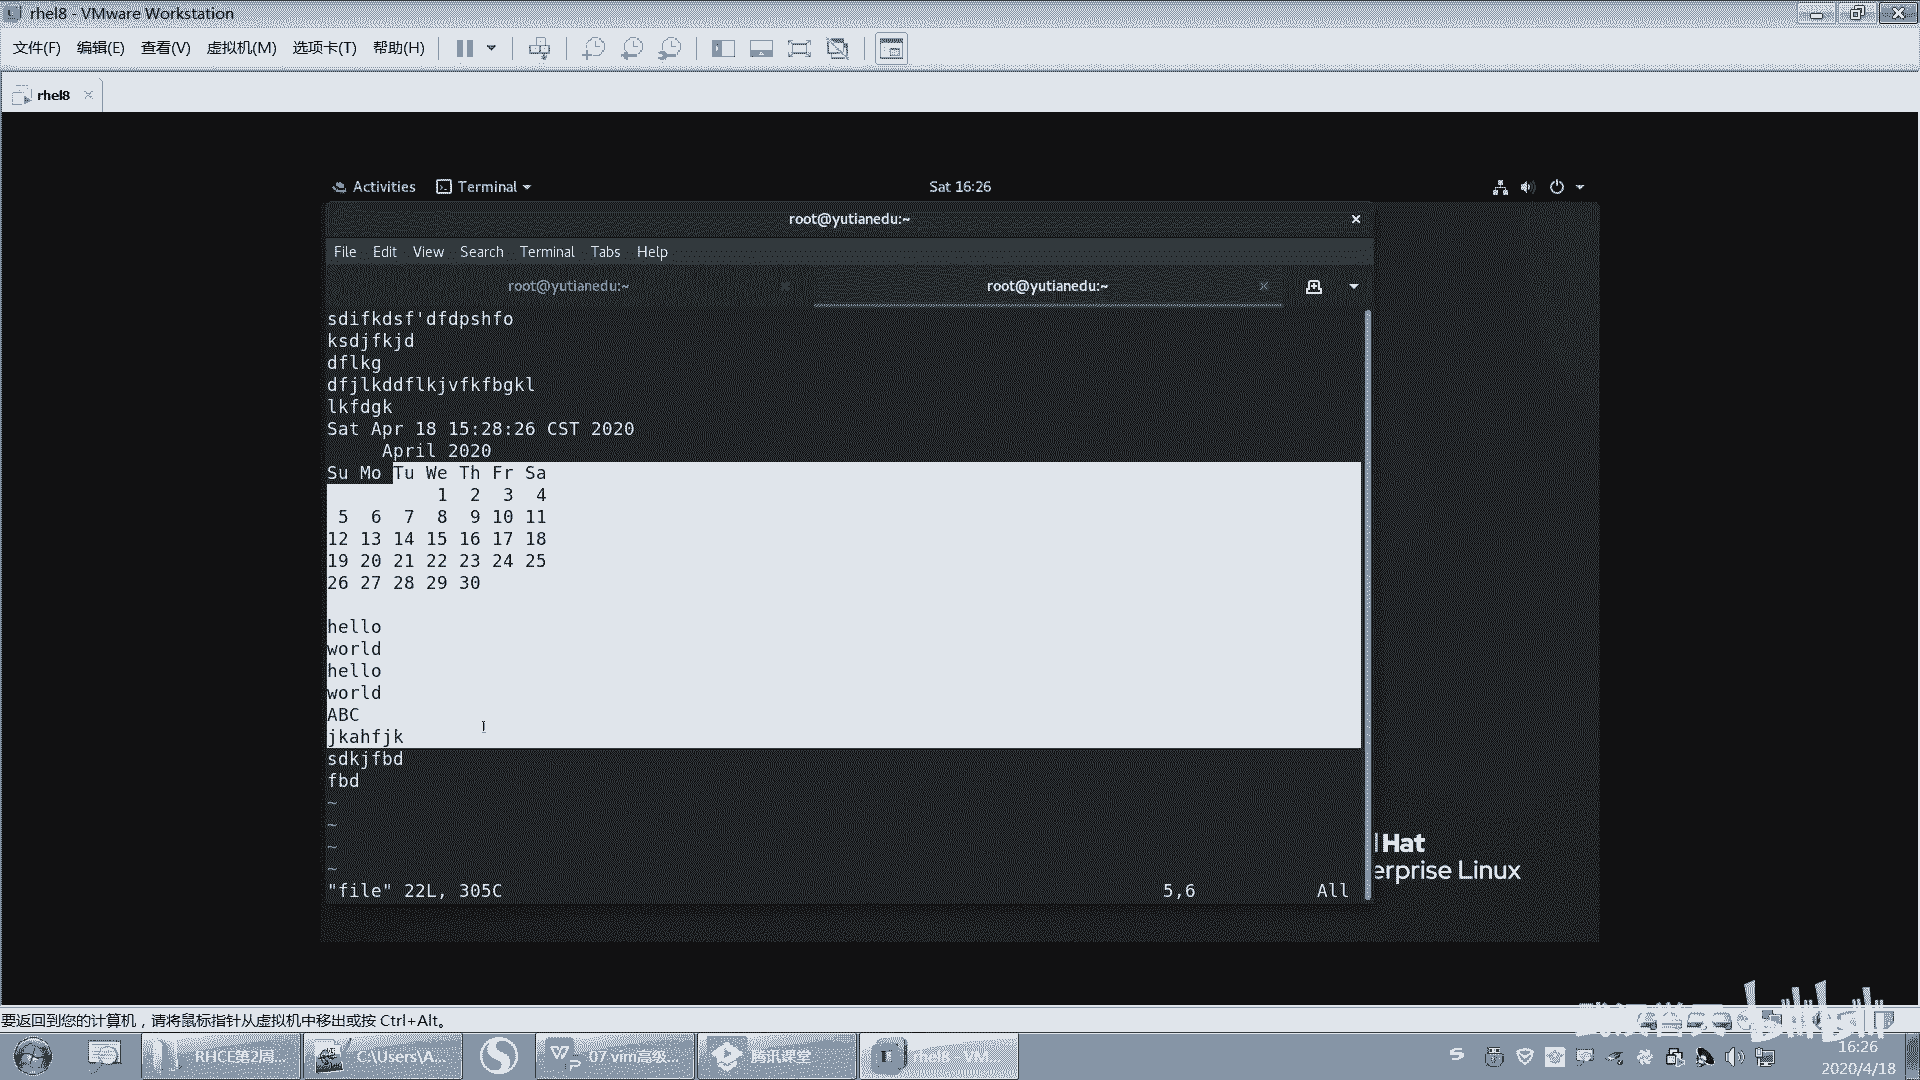 rhel8 - VMware Workstation
文件(F) 编辑(E) 查看(V) 虚拟机(M) 选项卡(T) 帮助(H)
rhel8
Activities Terminal Sat 16:26
root@yutianedu:~
File Edit View Search Terminal Tabs Help
root@yutianedu:~ root@yutianedu:~
sdifkdsf'dfdpshfo
ksdjfkjd
dflkg
dfjlkddflkjvfkfbgkl
lkfdgk
Sat Apr 18 15:28:26 CST 2020
April 2020
Su Mo Tu We Th Fr Sa
1 2 3 4
5 6 7 8 9 10 11
12 13 14 15 16 17 18
19 20 21 22 23 24 25
26 27 28 29 30
hello
world
hello
world
ABC
jkahfjk
sdkjfbd
fbd
~
~
~
~
"file" 22L, 305C 5,6 All
Hat
erprise Linux
要返回到您的计算机，请将鼠标指针从虚拟机中移出或按 Ctrl+Alt。
bilibili
RHCE第2周... C:\Users\A... 07 vim高级... 腾讯课堂 rhel8 - VM...
16:26
2020/4/18